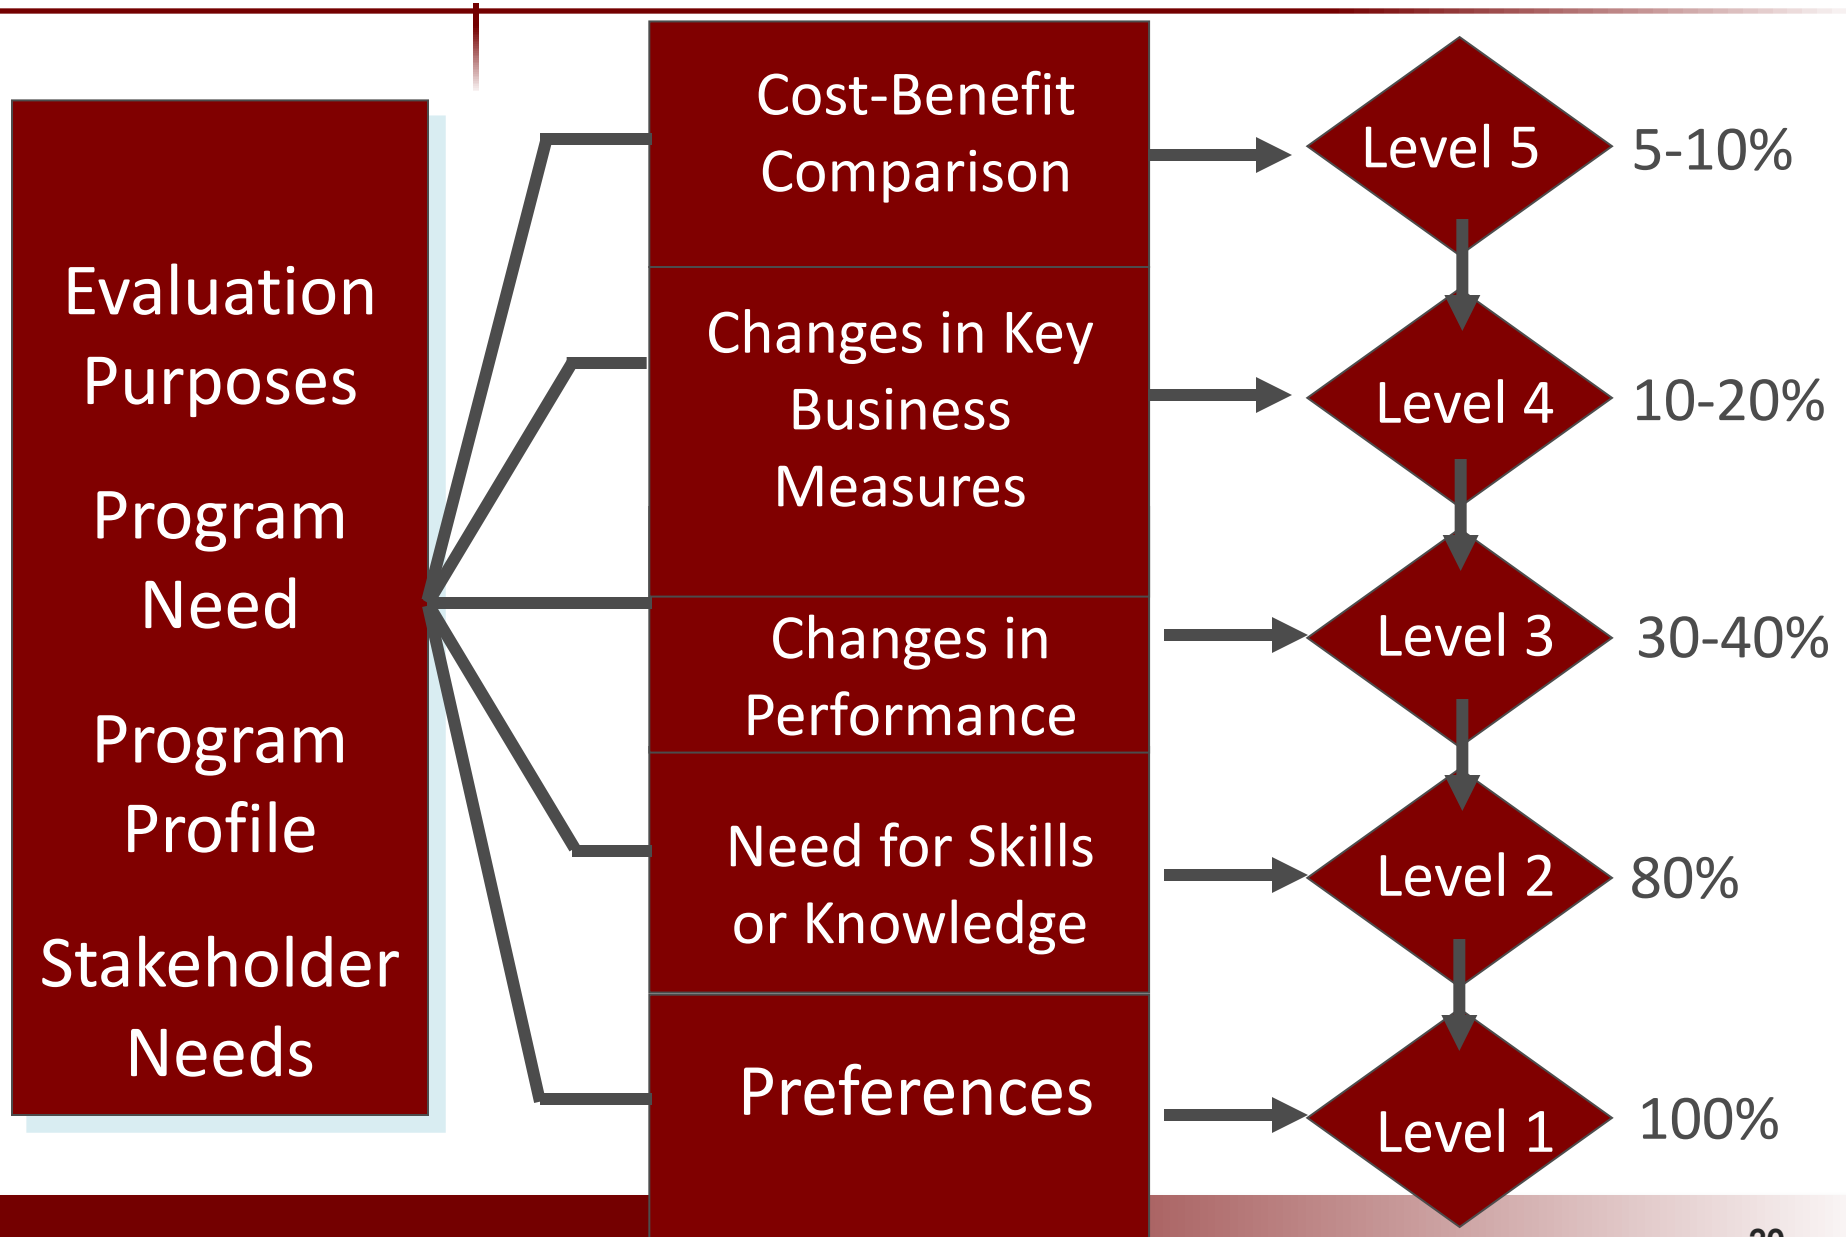 Evaluation
Purposes
Program
Need
Program
Profile
Stakeholder
Needs
Cost-Benefit
Comparison
Changes in Key
Business
Measures
Changes in
Performance
Need for Skills
or Knowledge
Preferences
Level 5
5-10%
Level 4
10-20%
Level 3
30-40%
Level 2
80%
Level 1
100%